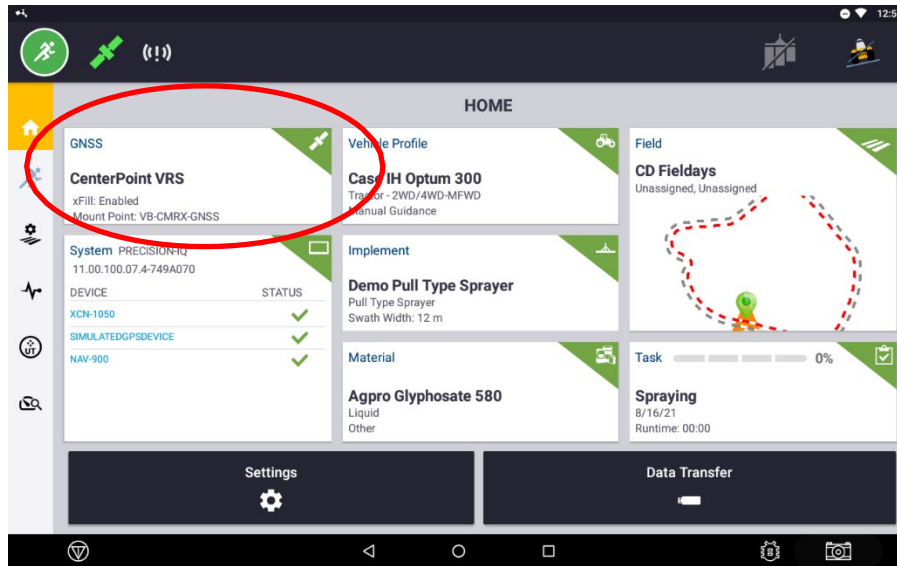 12:5
HOME
GNSS
CenterPoint VRS
xFill: Enabled
Mount Point: VB-CMRX-GNSS
Vehicle Profile
Case IH Optum 300
Tractor - 2WD/4WD-MFWD
Manual Guidance
Field
CD Fieldays
Unassigned, Unassigned
System PRECISION-IQ
11.00.100.07.4-749A070
DEVICE STATUS
XCN-1050
SIMULATEDGPSDEVICE
NAV-900
Implement
Demo Pull Type Sprayer
Pull Type Sprayer
Swath Width: 12 m
Material
Agpro Glyphosate 580
Liquid
Other
Task 0%
Spraying
8/16/21
Runtime: 00:00
UT
Settings
Data Transfer